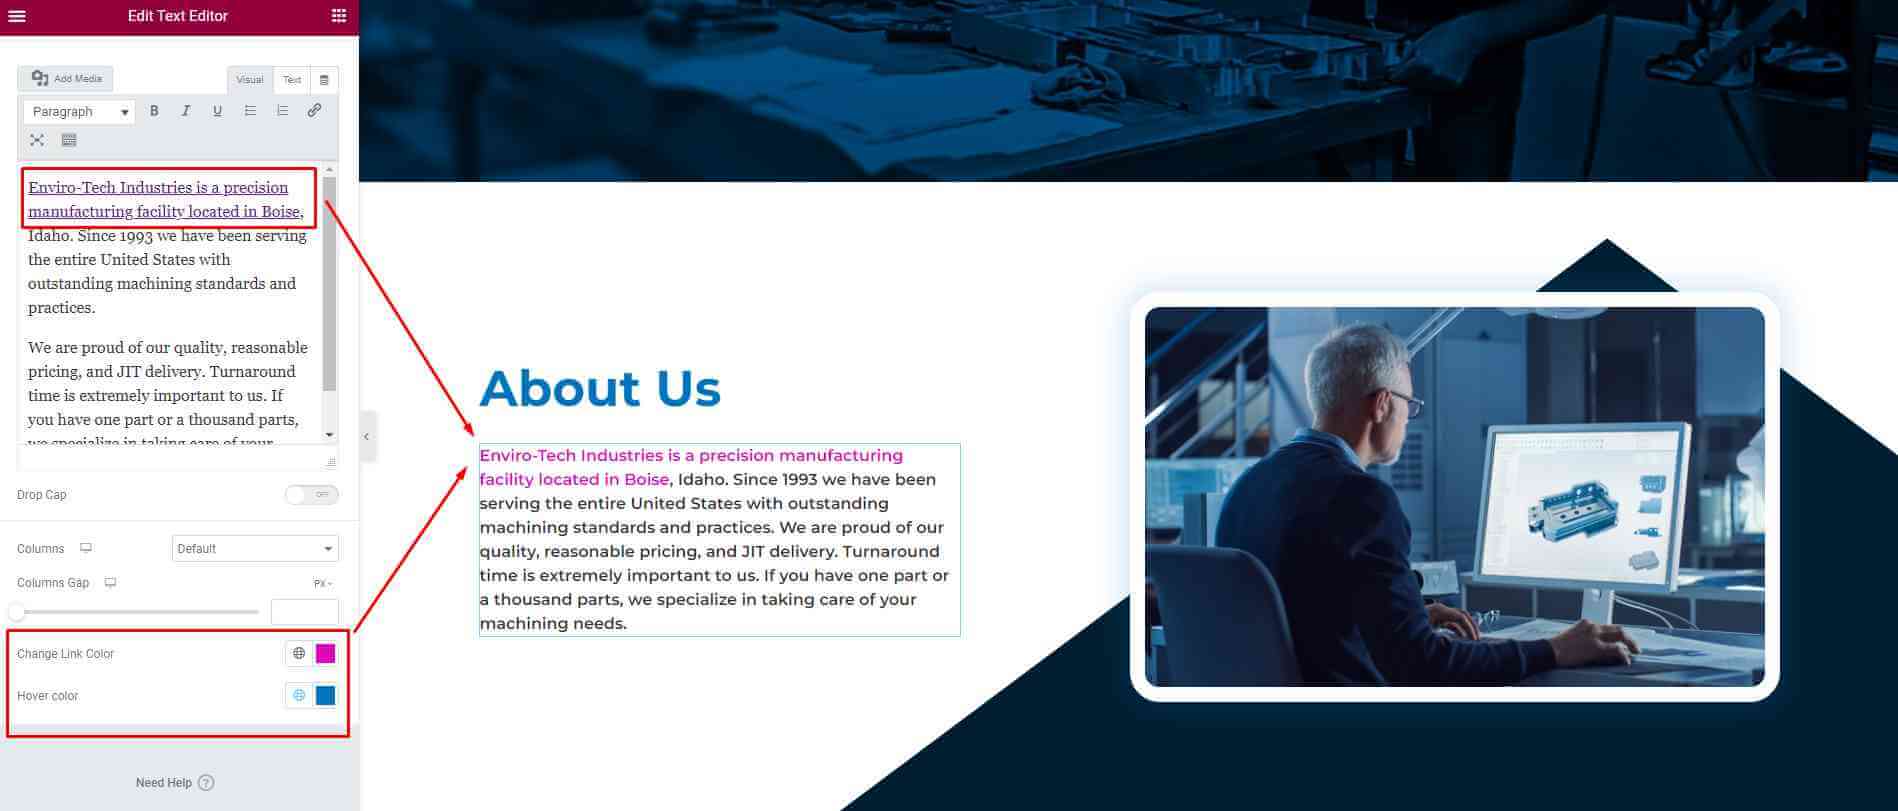 Edit Text Editor
Add Media
Visual
Text
Paragraph
B
I
U
Enviro-Tech Industries is a precision
manufacturing facility located in Boise,
Idaho. Since 1993 we have been serving
the entire United States with
outstanding machining standards and
practices.
We are proud of our quality, reasonable
pricing, and JIT delivery. Turnaround
time is extremely important to us. If
you have one part or a thousand parts,
we specialize in taking care of your
Drop Cap
OFF
Columns
Default
Columns Gap
PX
Change Link Color
Hover color
Need Help ?
About Us
Enviro-Tech Industries is a precision manufacturing
facility located in Boise, Idaho. Since 1993 we have been
serving the entire United States with outstanding
machining standards and practices. We are proud of our
quality, reasonable pricing, and JIT delivery. Turnaround
time is extremely important to us. If you have one part or
a thousand parts, we specialize in taking care of your
machining needs.